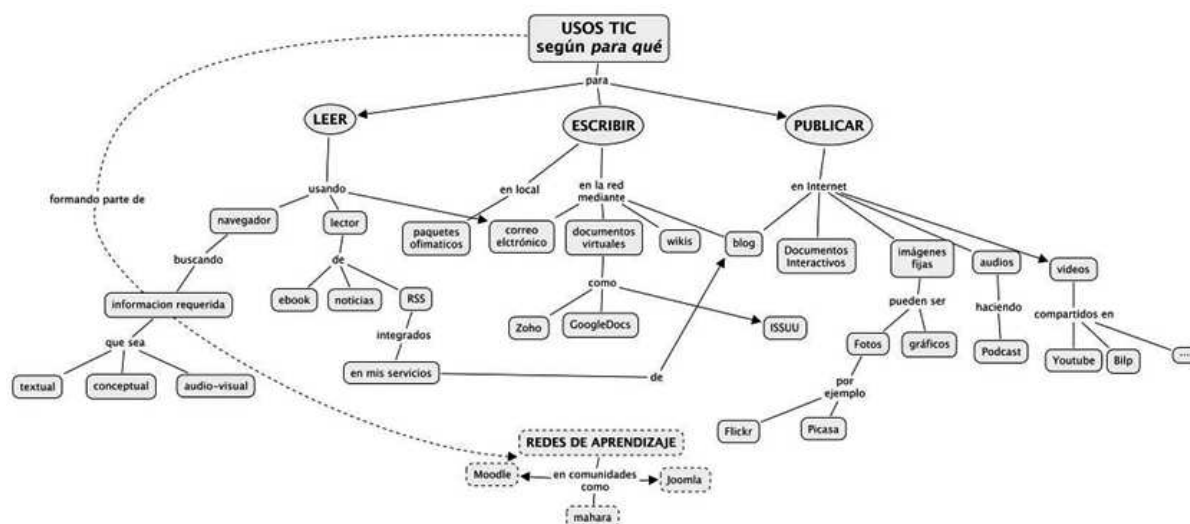 USOS TIC
según para qué
para
LEER
ESCRIBIR
PUBLICAR
formando parte de
usando
en local
en la red
mediante
en Internet
navegador
lector
paquetes
ofimaticos
correo
elctrónico
documentos
virtuales
wikis
blog
Documentos
Interactivos
imágenes
fijas
audios
videos
buscando
de
como
pueden ser
haciendo
compartidos en
informacion requerida
ebook
noticias
RSS
Zoho
GoogleDocs
ISSUU
Fotos
gráficos
Podcast
Youtube
Bilp
...
que sea
integrados
textual
conceptual
audio-visual
en mis servicios
de
por
ejemplo
Flickr
Picasa
REDES DE APRENDIZAJE
Moodle
en comunidades
como
Joomla
mahara